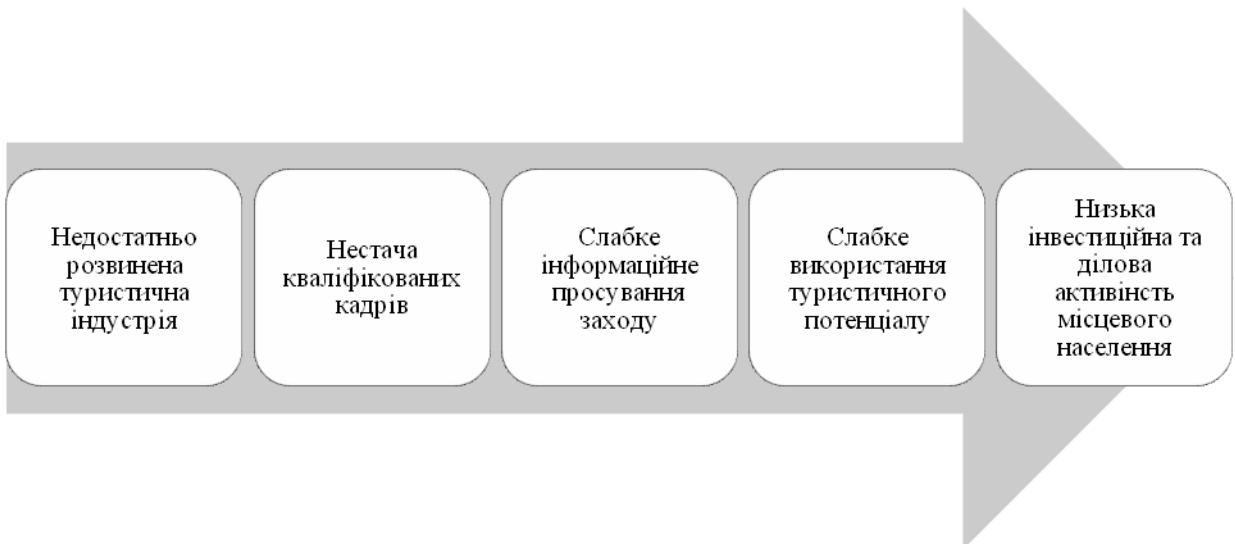 Недостатньо
розвинена
туристична
індустрія
Нестача
кваліфікованих
кадрів
Слабке
інформаційне
просування
заходу
Слабке
використання
туристичного
потенціалу
Низька
інвестиційна та
ділова
активінсть
місцевого
населення